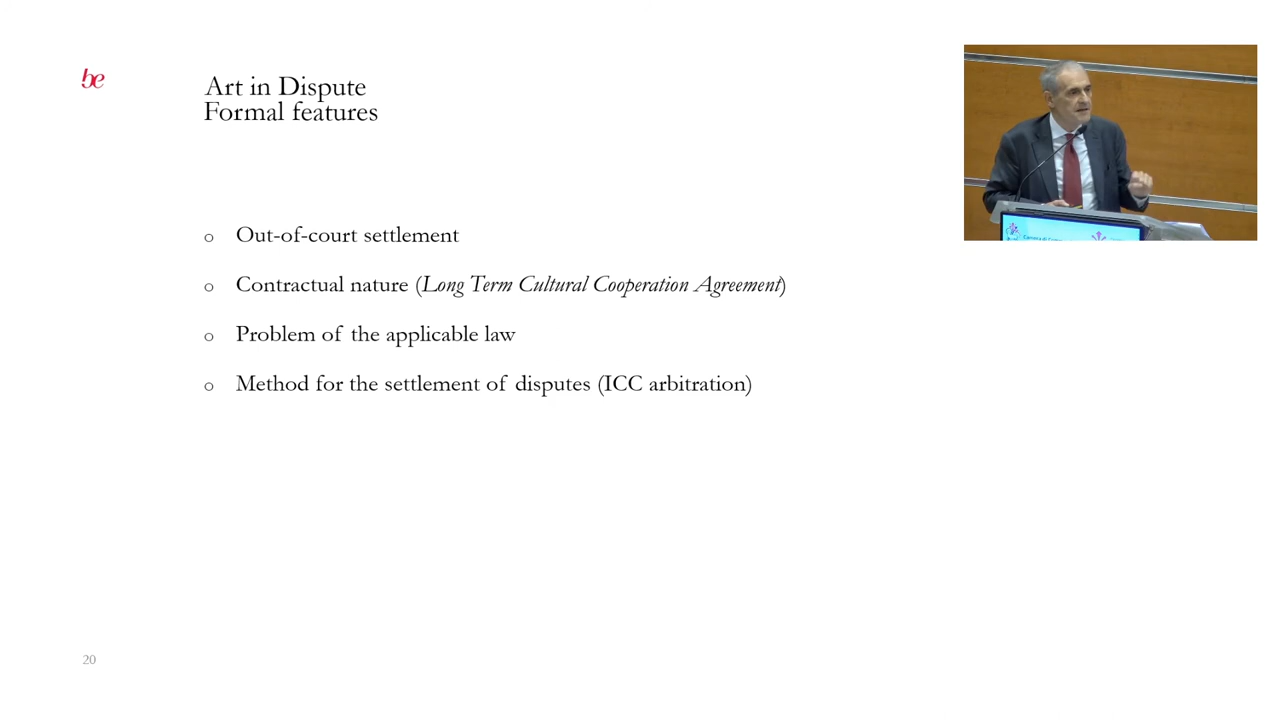 be
Art in Dispute
Formal features
o Out-of-court settlement
o Contractual nature (Long Term Cultural Cooperation Agreement)
o Problem of the applicable law
o Method for the settlement of disputes (ICC arbitration)
20